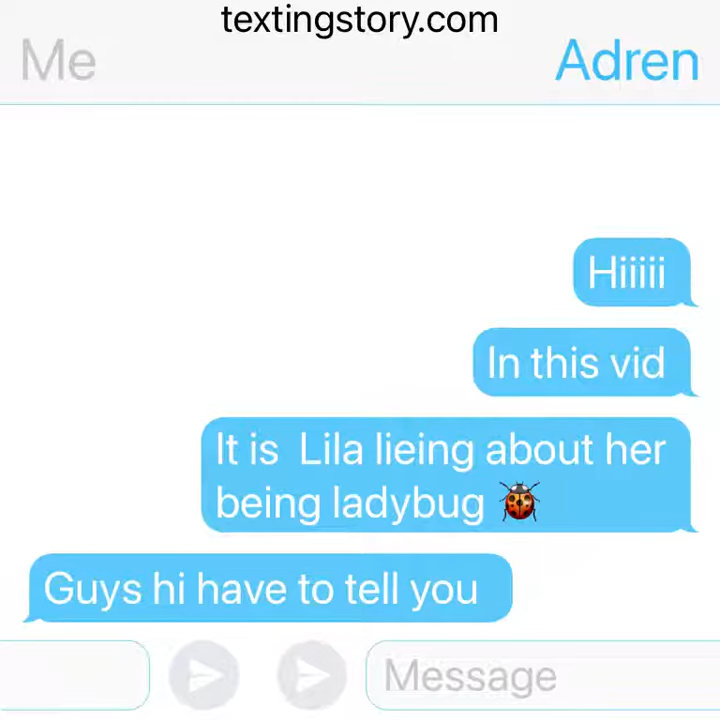 textingstory.com
Me
Adren
Hiiiii
In this vid
It is  Lila lieing about her
being ladybug 🐞
Guys hi have to tell you
Message